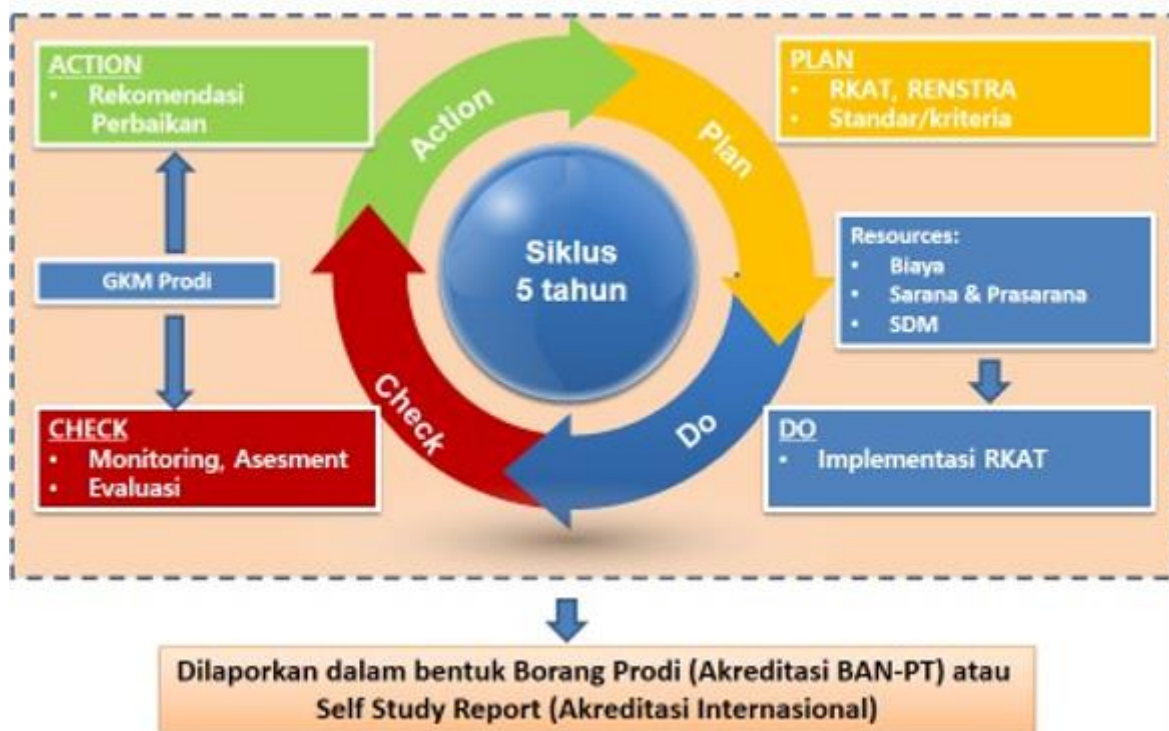 ACTION
• Rekomendasi
Perbaikan
PLAN
• RKAT, RENSTRA
• Standar/kriteria
Action
Plan
Siklus
5 tahun
Resources:
• Biaya
• Sarana & Prasarana
• SDM
GKM Prodi
Check
Do
CHECK
• Monitoring, Asesment
• Evaluasi
DO
• Implementasi RKAT
Dilaporkan dalam bentuk Borang Prodi (Akreditasi BAN-PT) atau
Self Study Report (Akreditasi Internasional)